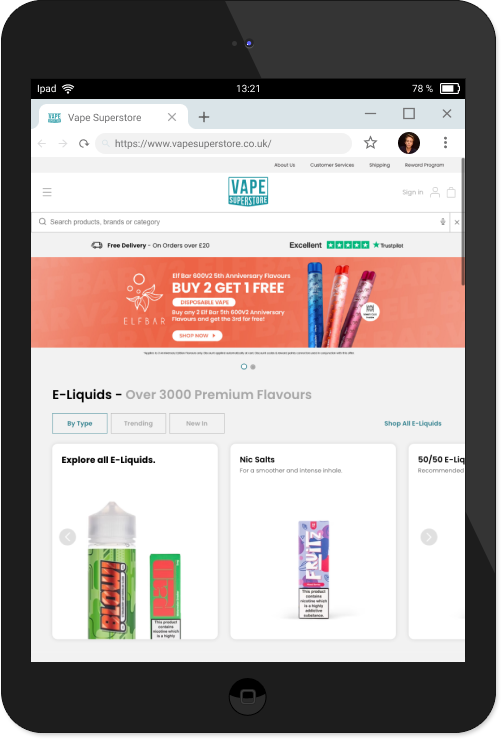 Ipad
13:21
78 %
VAPE SUPERSTORE
Vape Superstore
https://www.vapesuperstore.co.uk/
About Us
Customer Services
Shipping
Reward Program
VAPE
SUPERSTORE
Sign in
Search products, brands or category
Free Delivery - On Orders over £20
Excellent
Trustpilot
Elf Bar 600V2 5th Anniversary Flavours
BUY 2 GET 1 FREE
DISPOSABLE VAPE
Buy any 2 Elf Bar 5th 600V2 Anniversary
Flavours and get the 3rd for free!
ELFBAR
SHOP NOW
E-Liquids - Over 3000 Premium Flavours
By Type
Trending
New In
Shop All E-Liquids
Explore all E-Liquids.
Nic Salts
For a smoother and intense inhale.
50/50 E-Liq
Recommended
BLOW!
FRUITZ
This product
contains
nicotine which
is a highly
addictive
substance.
This product
contains
nicotine which
is a highly